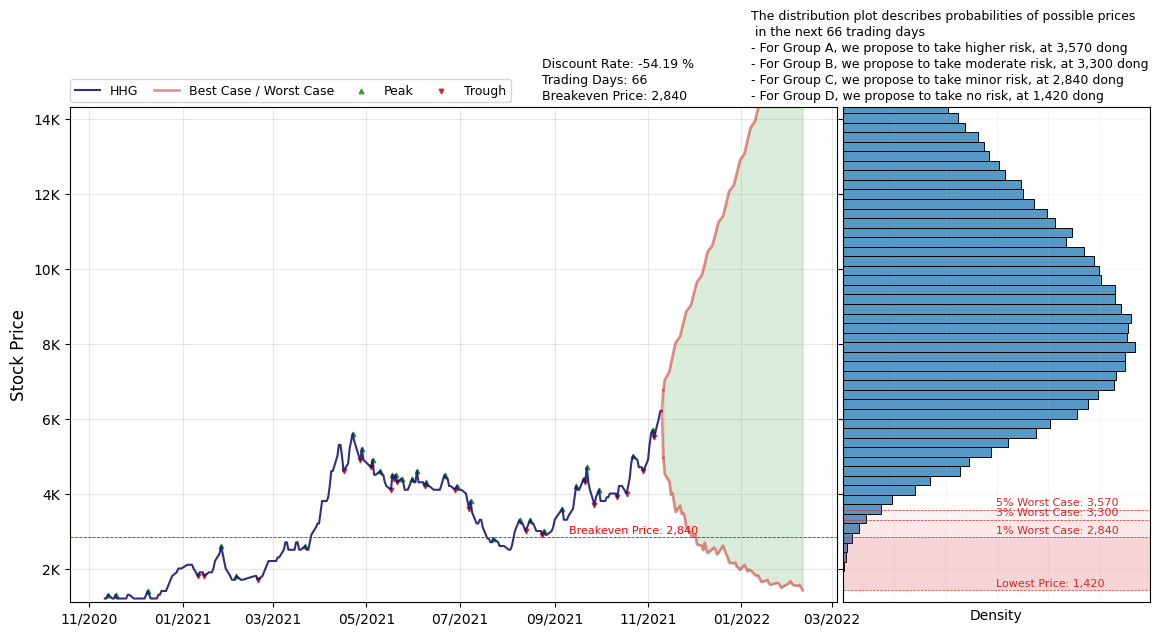 The distribution plot describes probabilities of possible prices
in the next 66 trading days
- For Group A, we propose to take higher risk, at 3,570 dong
- For Group B, we propose to take moderate risk, at 3,300 dong
- For Group C, we propose to take minor risk, at 2,840 dong
- For Group D, we propose to take no risk, at 1,420 dong
Discount Rate: -54.19 %
Trading Days: 66
Breakeven Price: 2,840
HHG
Best Case / Worst Case
Peak
Trough
Stock Price
14K
12K
10K
8K
6K
4K
2K
Breakeven Price: 2,840
5% Worst Case: 3,570
3% Worst Case: 3,300
1% Worst Case: 2,840
Lowest Price: 1,420
11/2020
01/2021
03/2021
05/2021
07/2021
09/2021
11/2021
01/2022
03/2022
Density